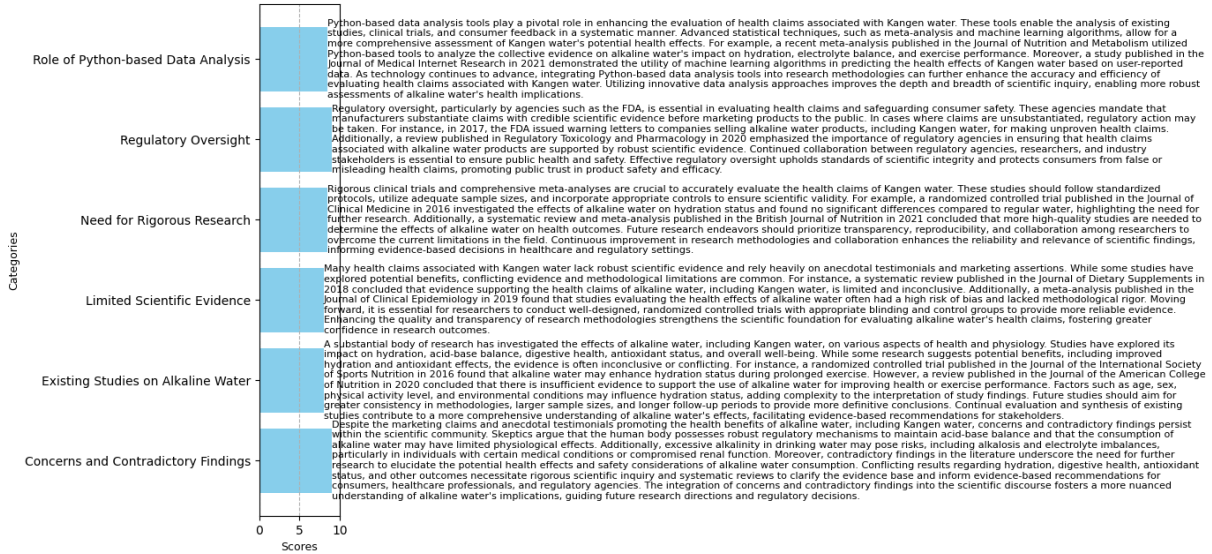 Categories
Role of Python-based Data Analysis
Python-based data analysis tools play a pivotal role in enhancing the evaluation of health claims associated with Kangen water. These tools enable the analysis of existing
studies, clinical trials, and consumer feedback in a systematic manner. Advanced statistical techniques, such as meta-analysis and machine learning algorithms, allow for a
more comprehensive assessment of Kangen water's potential health effects. For example, a recent meta-analysis published in the Journal of Nutrition and Metabolism utilized
Python-based tools to analyze the collective evidence on alkaline water's impact on hydration, electrolyte balance, and exercise performance. Moreover, a study published in the
Journal of Medical Internet Research in 2021 demonstrated the utility of machine learning algorithms in predicting the health effects of Kangen water based on user-reported
data. As technology continues to advance, integrating Python-based data analysis tools into research methodologies can further enhance the accuracy and efficiency of
evaluating health claims associated with Kangen water. Utilizing innovative data analysis approaches improves the depth and breadth of scientific inquiry, enabling more robust
assessments of alkaline water's health implications.
Regulatory Oversight
Regulatory oversight, particularly by agencies such as the FDA, is essential in evaluating health claims and safeguarding consumer safety. These agencies mandate that
manufacturers substantiate claims with credible scientific evidence before marketing products to the public. In cases where claims are unsubstantiated, regulatory action may
be taken. For instance, in 2017, the FDA issued warning letters to companies selling alkaline water products, including Kangen water, for making unproven health claims.
Additionally, a review published in Regulatory Toxicology and Pharmacology in 2020 emphasized the importance of regulatory agencies in ensuring that health claims
associated with alkaline water products are supported by robust scientific evidence. Continued collaboration between regulatory agencies, researchers, and industry
stakeholders is essential to ensure public health and safety. Effective regulatory oversight upholds standards of scientific integrity and protects consumers from false or
misleading health claims, promoting public trust in product safety and efficacy.
Need for Rigorous Research
Rigorous clinical trials and comprehensive meta-analyses are crucial to accurately evaluate the health claims of Kangen water. These studies should follow standardized
protocols, utilize adequate sample sizes, and incorporate appropriate controls to ensure scientific validity. For example, a randomized controlled trial published in the Journal of
Clinical Medicine in 2016 investigated the effects of alkaline water on hydration status and found no significant differences compared to regular water, highlighting the need for
further research. Additionally, a systematic review and meta-analysis published in the British Journal of Nutrition in 2021 concluded that more high-quality studies are needed to
determine the effects of alkaline water on health outcomes. Future research endeavors should prioritize transparency, reproducibility, and collaboration among researchers to
overcome the current limitations in the field. Continuous improvement in research methodologies and collaboration enhances the reliability and relevance of scientific findings,
informing evidence-based decisions in healthcare and regulatory settings.
Limited Scientific Evidence
Many health claims associated with Kangen water lack robust scientific evidence and rely heavily on anecdotal testimonials and marketing assertions. While some studies have
explored potential benefits, conflicting evidence and methodological limitations are common. For instance, a systematic review published in the Journal of Dietary Supplements in
2018 concluded that evidence supporting the health claims of alkaline water, including Kangen water, is limited and inconclusive. Additionally, a meta-analysis published in the
Journal of Clinical Epidemiology in 2019 found that studies evaluating the health effects of alkaline water often had a high risk of bias and lacked methodological rigor. Moving
forward, it is essential for researchers to conduct well-designed, randomized controlled trials with appropriate blinding and control groups to provide more reliable evidence.
Enhancing the quality and transparency of research methodologies strengthens the scientific foundation for evaluating alkaline water's health claims, fostering greater
confidence in research outcomes.
Existing Studies on Alkaline Water
A substantial body of research has investigated the effects of alkaline water, including Kangen water, on various aspects of health and physiology. Studies have explored its
impact on hydration, acid-base balance, digestive health, antioxidant status, and overall well-being. While some research suggests potential benefits, including improved
hydration and antioxidant effects, the evidence is often inconclusive or conflicting. For instance, a randomized controlled trial published in the Journal of the International Society
of Sports Nutrition in 2016 found that alkaline water may enhance hydration status during prolonged exercise. However, a review published in the Journal of the American College
of Nutrition in 2020 concluded that there is insufficient evidence to support the use of alkaline water for improving health or exercise performance. Factors such as age, sex,
physical activity level, and environmental conditions may influence hydration status, adding complexity to the interpretation of study findings. Future studies should aim for
greater consistency in methodologies, larger sample sizes, and longer follow-up periods to provide more definitive conclusions. Continual evaluation and synthesis of existing
studies contribute to a more comprehensive understanding of alkaline water's effects, facilitating evidence-based recommendations for stakeholders.
Concerns and Contradictory Findings
Despite the marketing claims and anecdotal testimonials promoting the health benefits of alkaline water, including Kangen water, concerns and contradictory findings persist
within the scientific community. Skeptics argue that the human body possesses robust regulatory mechanisms to maintain acid-base balance and that the consumption of
alkaline water may have limited physiological effect. Additionally, excessive alkalinity in drinking water may pose risks, including alkalosis and electrolyte imbalances,
particularly in individuals with certain medical conditions or compromised renal function. Moreover, contradictory findings in the literature underscore the need for further
research to elucidate the potential health effects and safety considerations of alkaline water consumption. Conflicting results regarding hydration, digestive health, antioxidant
status, and other outcomes necessitate rigorous scientific inquiry and systematic reviews to clarify the evidence base and inform evidence-based recommendations for
consumers, healthcare professionals, and regulatory agencies. The integration of concerns and contradictory findings into the scientific discourse fosters a more nuanced
understanding of alkaline water's implications, guiding future research directions and regulatory decisions.
0 5 10
Scores